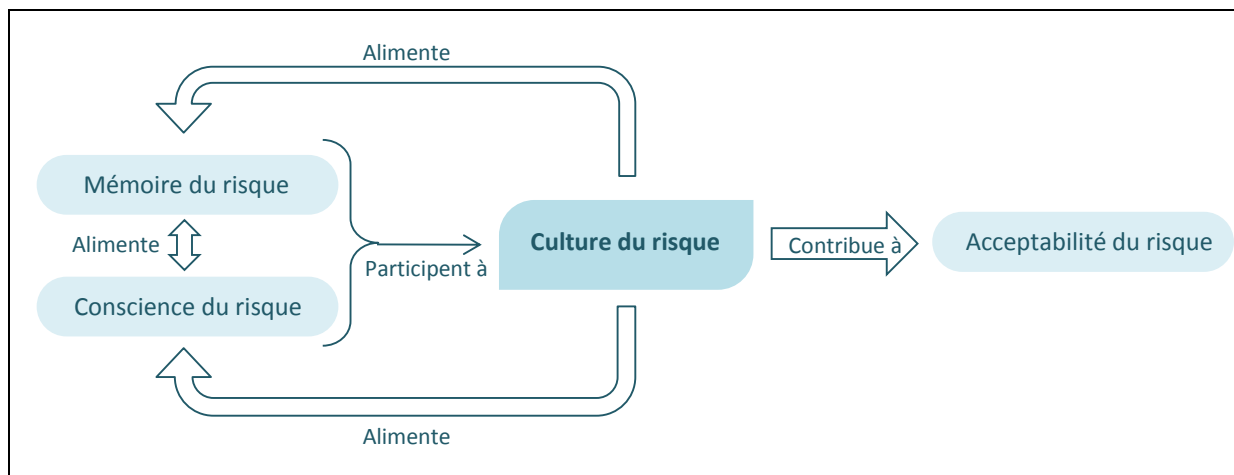 Alimente
Mémoire du risque
Alimente
Conscience du risque
Participent à
Culture du risque
Contribue à
Acceptabilité du risque
Alimente